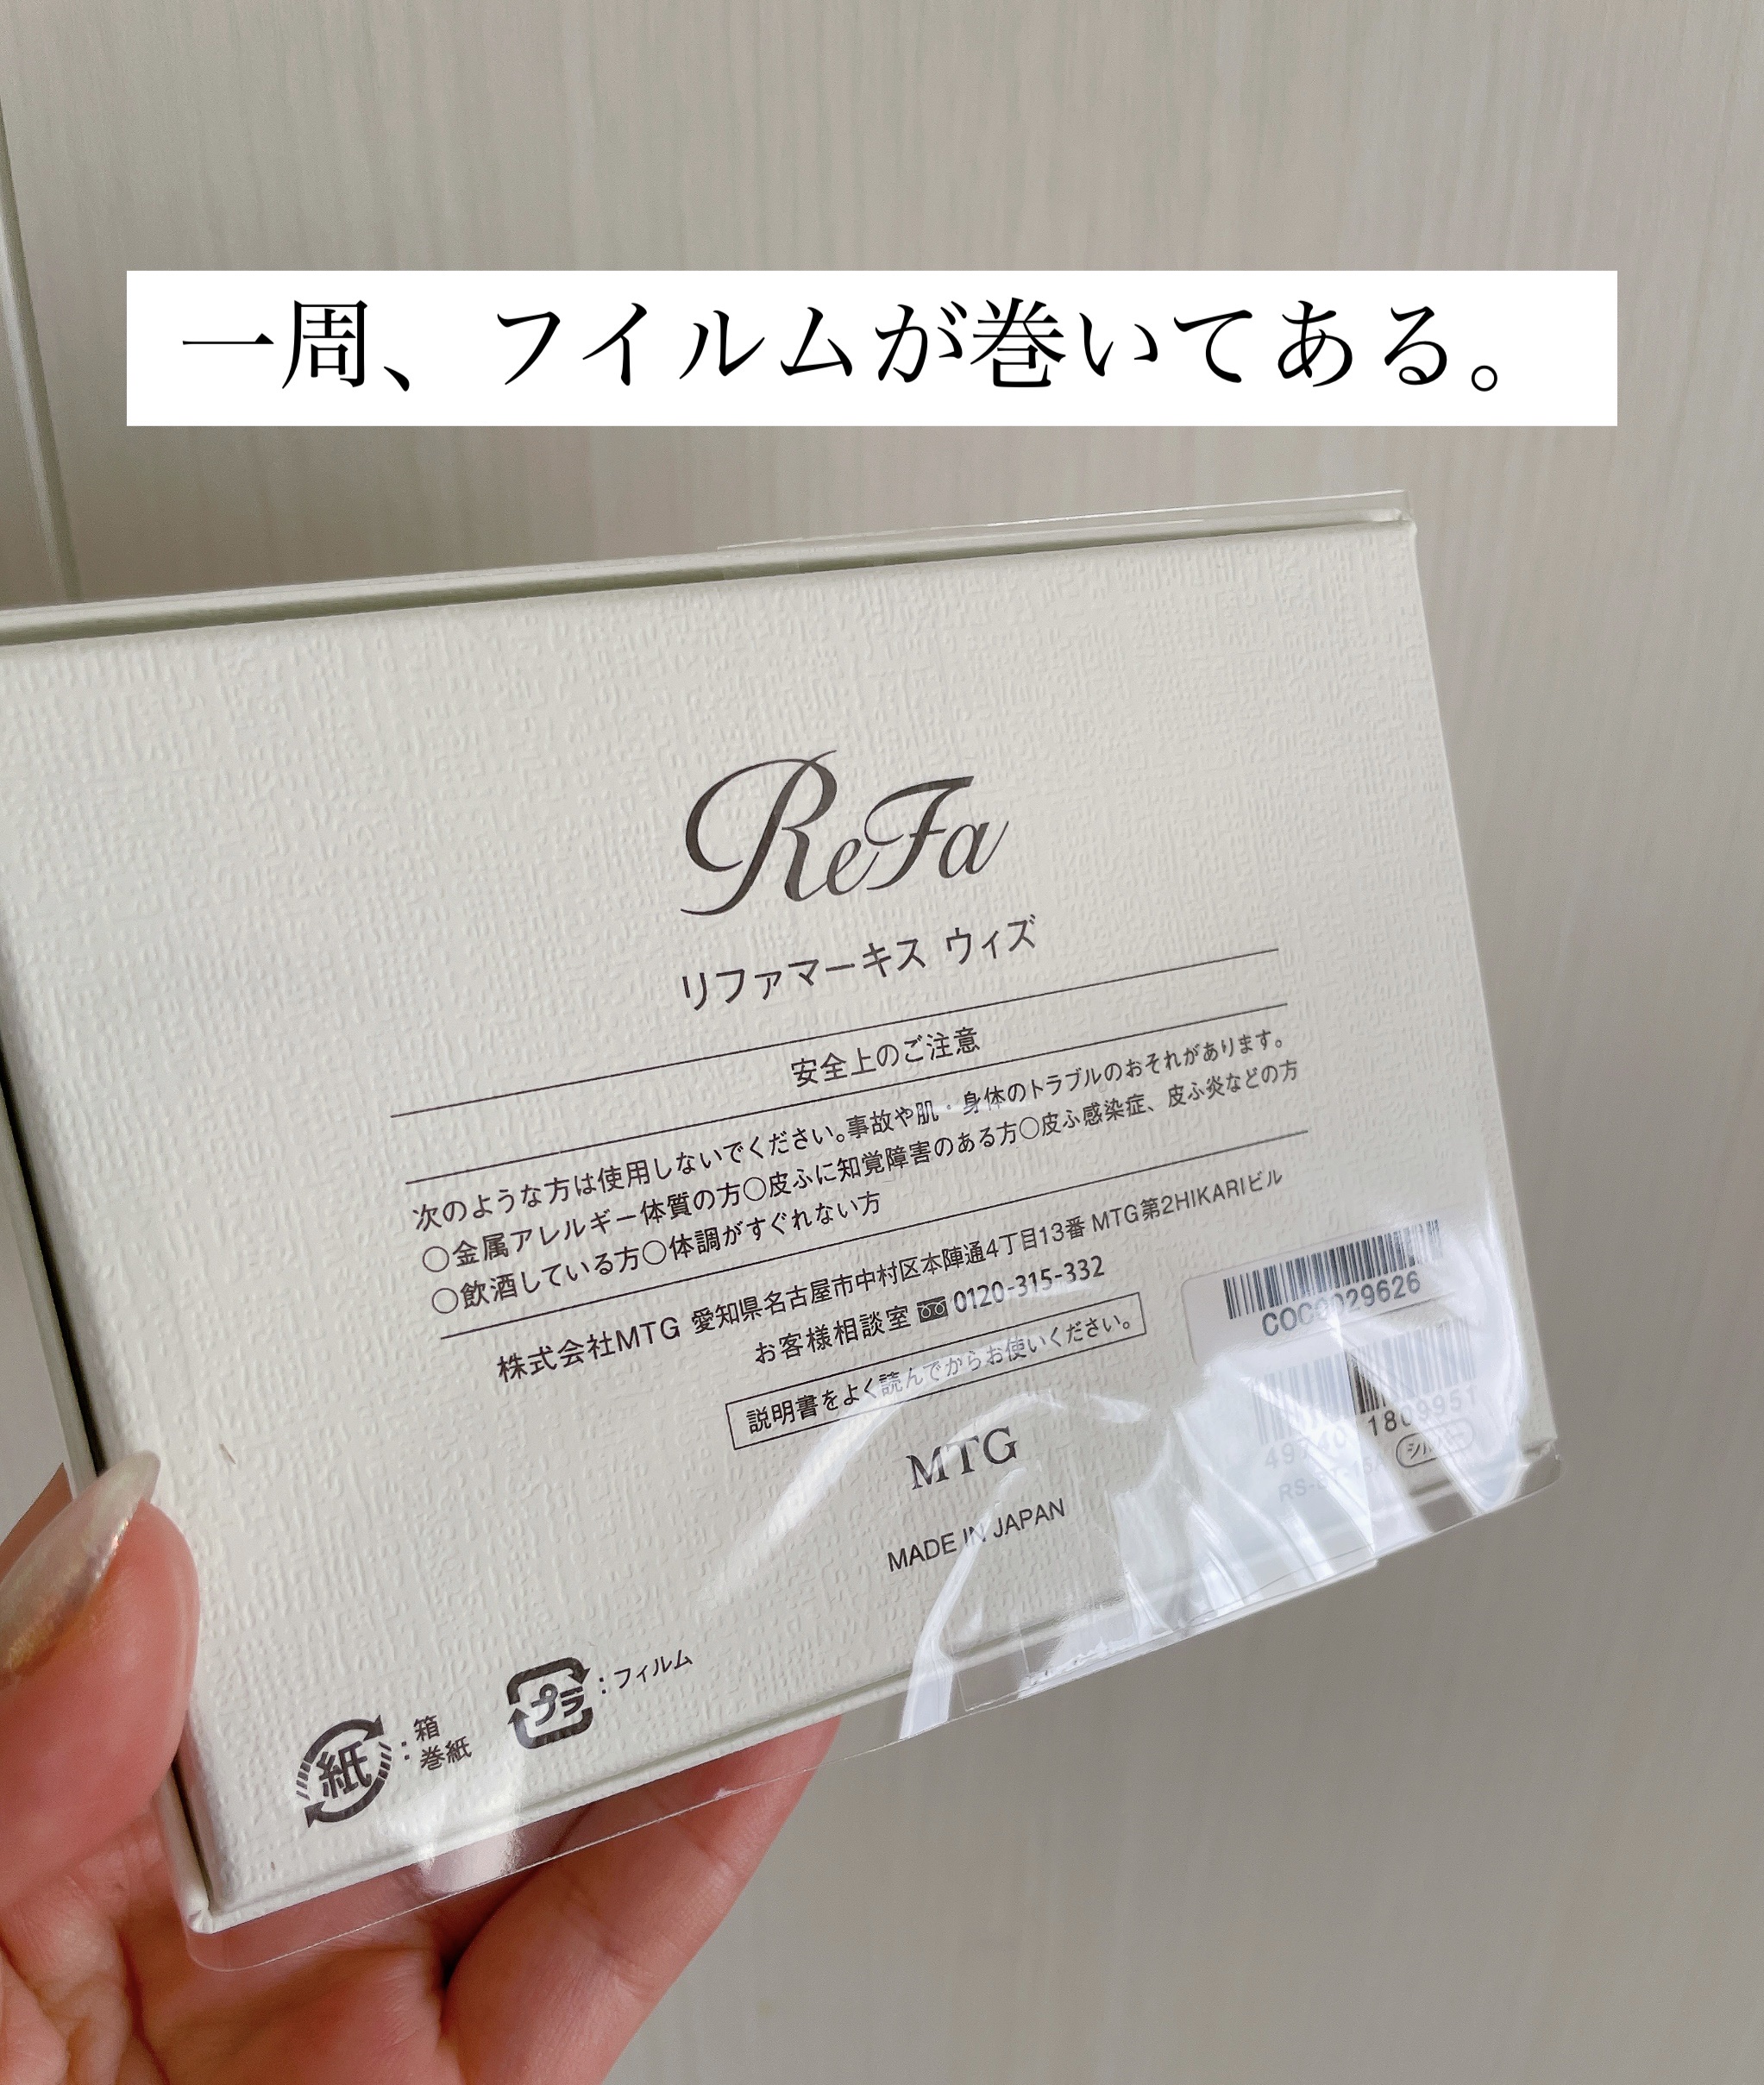 一周、フイルムが巻いてある。
ReFa
リファマーキス ウィズ
安全上のご注意
次のような方は使用しないでください。事故や肌・身体のトラブルのおそれがあります。
○金属アレルギー体質の方○皮ふに知覚障害のある方○皮ふ感染症、皮ふ炎などの方
○飲酒している方○体調がすぐれない方
株式会社MTG 愛知県名古屋市中村区本陣通4丁目13番 MTG第2HIKARIビル
お客様相談室 0120-315-332
説明書をよく読んでからお使いください。
MTG
MADE IN JAPAN
180995
シルバー
紙 : 箱
: 巻紙
プラ : フィルム